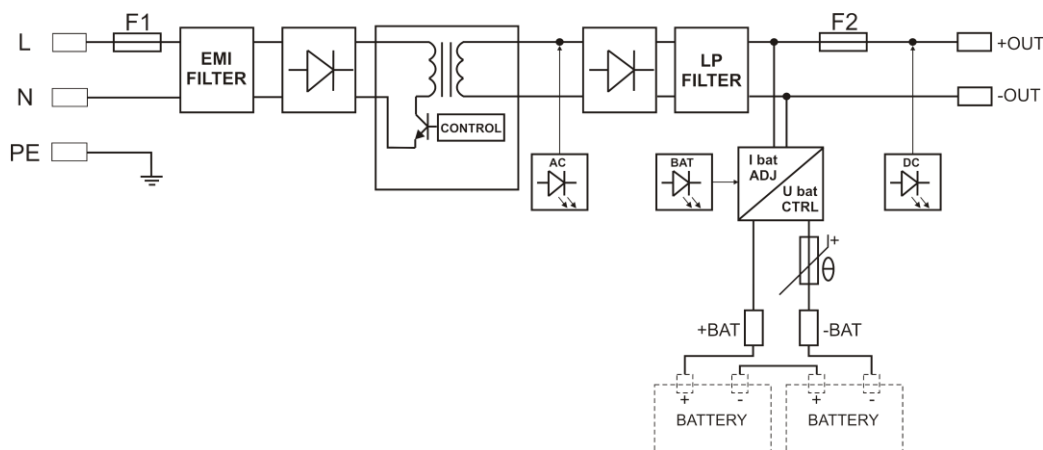 F1
F2
L
EMI
FILTER
LP
FILTER
+OUT
N
-OUT
CONTROL
PE
AC
BAT
I bat
ADJ
U bat
CTRL
DC
J+
θ
+BAT
-BAT
+ - + -
BATTERY BATTERY